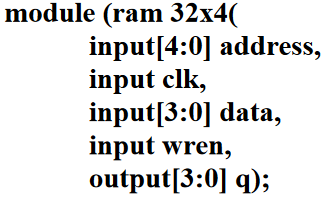 module (ram 32x4(
input[4:0] address,
input clk,
input[3:0] data,
input wren,
output[3:0] q);